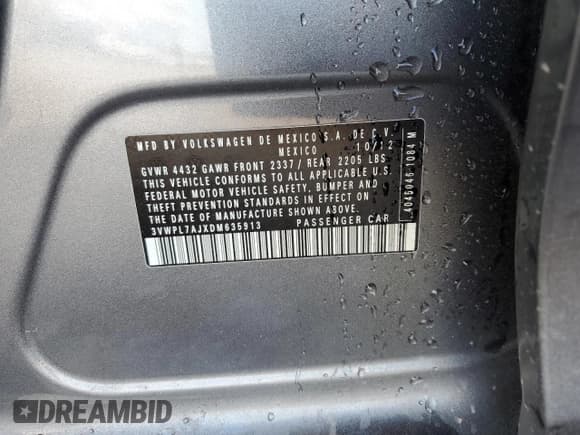 MFD BY VOLKSWAGEN DE MEXICO S.A. DE C.V.
MEXICO 10/12
GVWR 4432 GAWR FRONT 2337/ REAR 2205 LBS
THIS VEHICLE CONFORMS TO ALL APPLICABLE U.S.
FEDERAL MOTOR VEHICLE SAFETY, BUMPER AND
THEFT PREVENTION STANDARDS IN EFFECT ON
THE DATE OF MANUFACTURE SHOWN ABOVE.
3VWPL7AJXDM635913 PASSENGER CAR
4045946 1084 M
DREAMBID